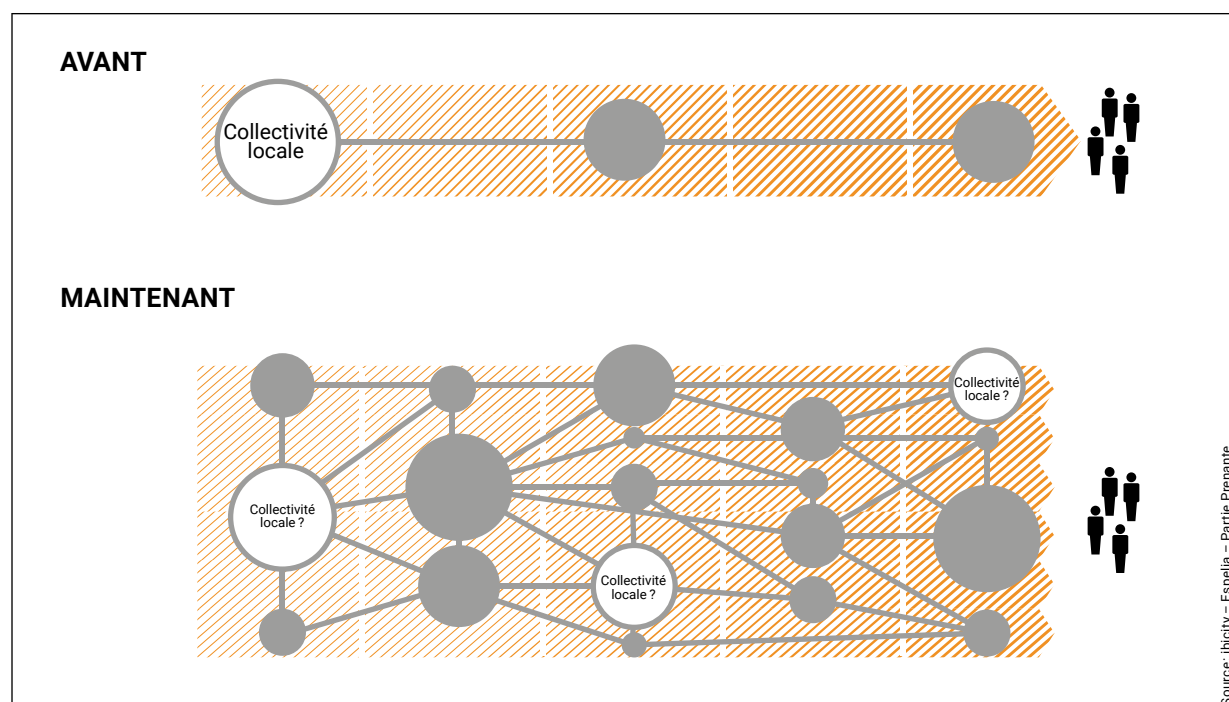 AVANT
Collectivité
locale
MAINTENANT
Collectivité
locale ?
Collectivité
locale ?
Collectivité
locale ?
Source: ibicity – Espelia – Partie Prenante